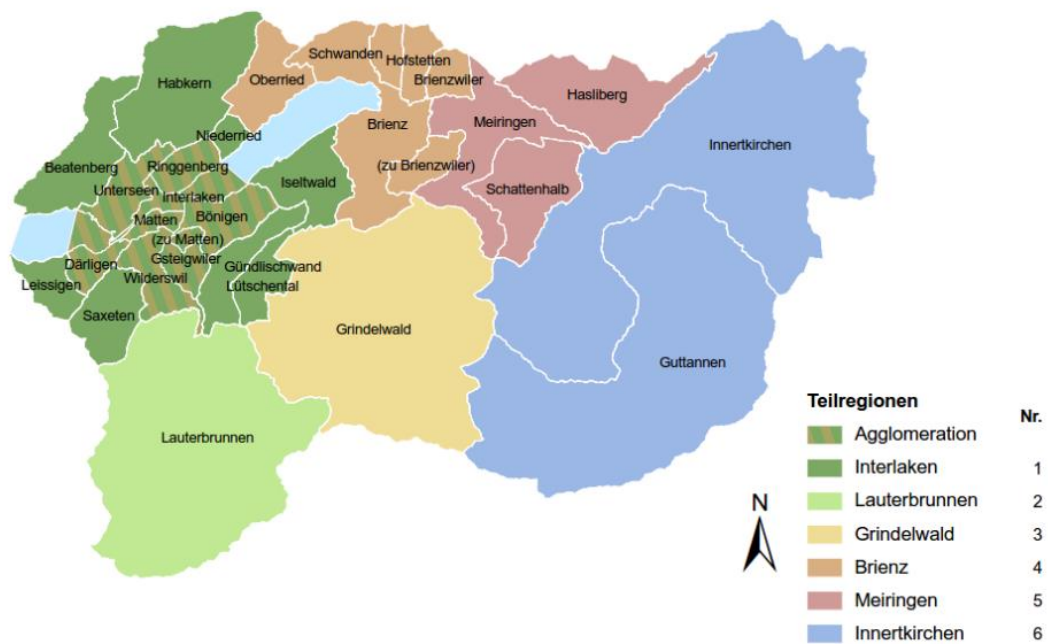 Schwanden
Hofstetten
Brienzwiler
Oberried
Habkern
Hasliberg
Meiringen
Brienz
Niederried
Innertkirchen
(zu Brienzwiler)
Beatenberg
Ringgenberg
Unterseen
Interlaken
Iseltwald
Schattenhalb
Matten
Bönigen
(zu Matten)
Gsteigwiler
Därligen
Gündlischwand
Wilderswil
Lütschental
Leissigen
Saxeten
Grindelwald
Guttannen
Lauterbrunnen
Teilregionen
Nr.
Agglomeration
Interlaken 1
Lauterbrunnen 2
Grindelwald 3
Brienz 4
Meiringen 5
Innertkirchen 6
N